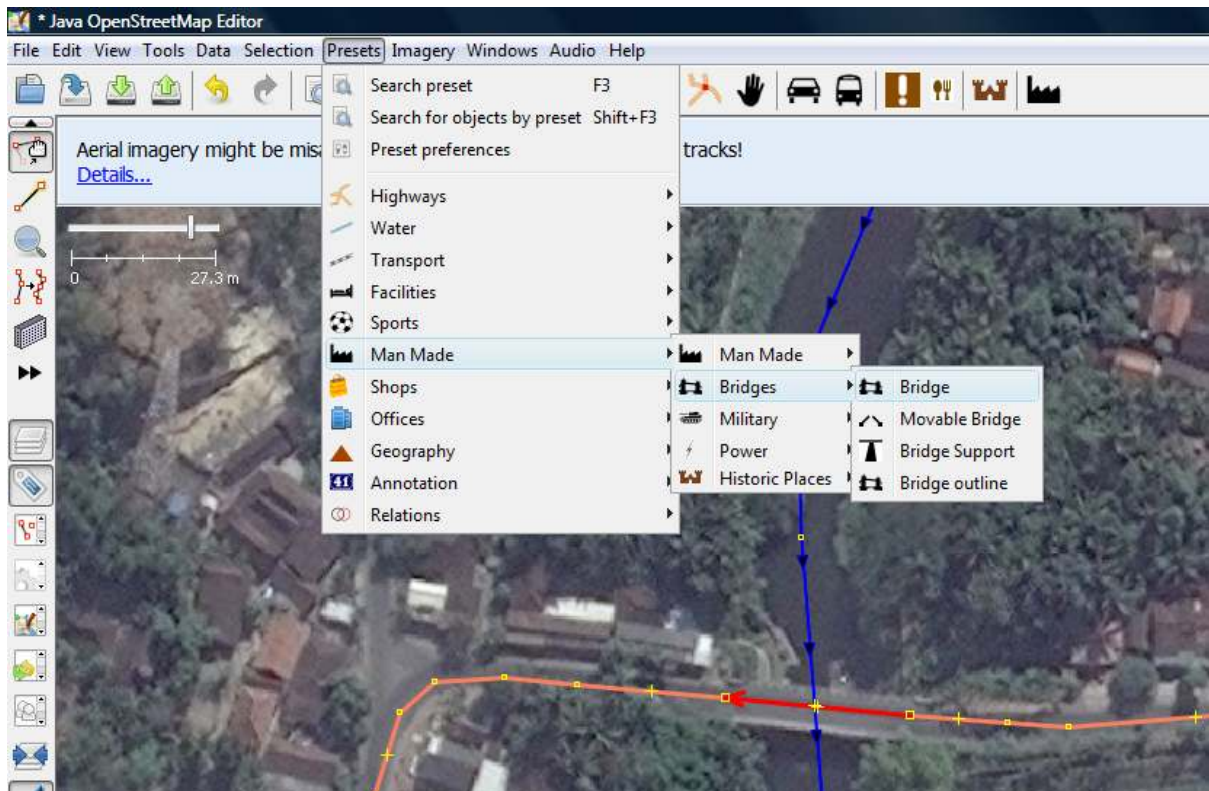 * Java OpenStreetMap Editor
File Edit View Tools Data Selection Presets Imagery Windows Audio Help
Search preset F3
Search for objects by preset Shift+F3
Preset preferences
Aerial imagery might be misa tracks!
Details...
Highways
Water
Transport
Facilities
Sports
Man Made
Shops
Offices
Geography
Annotation
Relations
0 27.3 m
41
Man Made
Bridges
Military
Power
Historic Places
Bridge
Movable Bridge
Bridge Support
Bridge outline